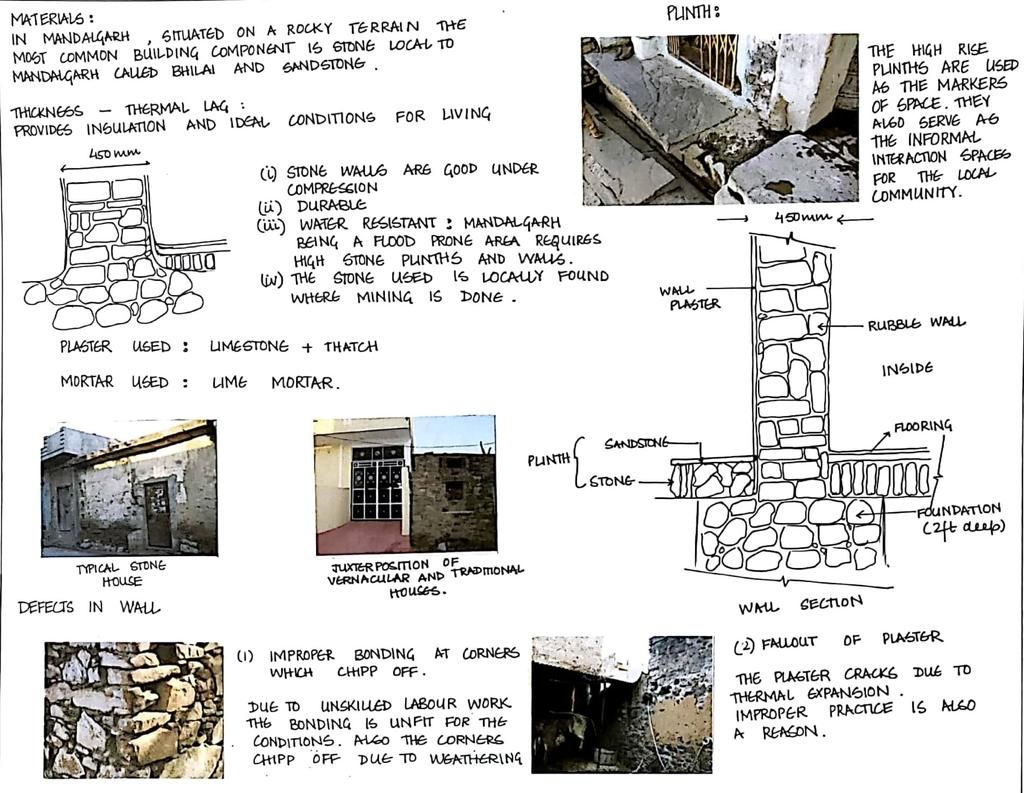 MATERIALS :
IN MANDALGARH , SITUATED ON A ROCKY TERRAIN THE
MOST COMMON BUILDING COMPONENT IS STONE LOCAL TO
MANDALGARH CALLED BHILAI AND SANDSTONE .
THICKNESS – THERMAL LAG :
PROVIDES INSULATION AND IDEAL CONDITIONS FOR LIVING
450mm
(i) STONE WALLS ARE GOOD UNDER
COMPRESSION
(ii) DURABLE
(iii) WATER RESISTANT : MANDALGARH
BEING A FLOOD PRONE AREA REQUIRES
HIGH STONE PLINTHS AND WALLS.
(iv) THE STONE USED IS LOCALLY FOUND
WHERE MINING IS DONE .
PLASTER USED : LIMESTONE + THATCH
MORTAR USED : LIME MORTAR.
TYPICAL STONE
HOUSE
JUXTERPOSITION OF
VERNACULAR AND TRADITIONAL
HOUSES.
PLINTH :
THE HIGH RISE
PLINTHS ARE USED
AS THE MARKERS
OF SPACE. THEY
ALSO SERVE AS
THE INFORMAL
INTERACTION SPACES
FOR THE LOCAL
COMMUNITY.
450mm
WALL
PLASTER
RUBBLE WALL
INSIDE
FLOORING
PLINTH
SANDSTONE
STONE
FOUNDATION
(2ft deep)
WALL SECTION
DEFECTS IN WALL
(1) IMPROPER BONDING AT CORNERS
WHICH CHIPP OFF.
DUE TO UNSKILLED LABOUR WORK
THE BONDING IS UNFIT FOR THE
CONDITIONS. ALSO THE CORNERS
CHIPP OFF DUE TO WEATHERING
(2) FALLOUT OF PLASTER
THE PLASTER CRACKS DUE TO
THERMAL EXPANSION .
IMPROPER PRACTICE IS ALSO
A REASON.